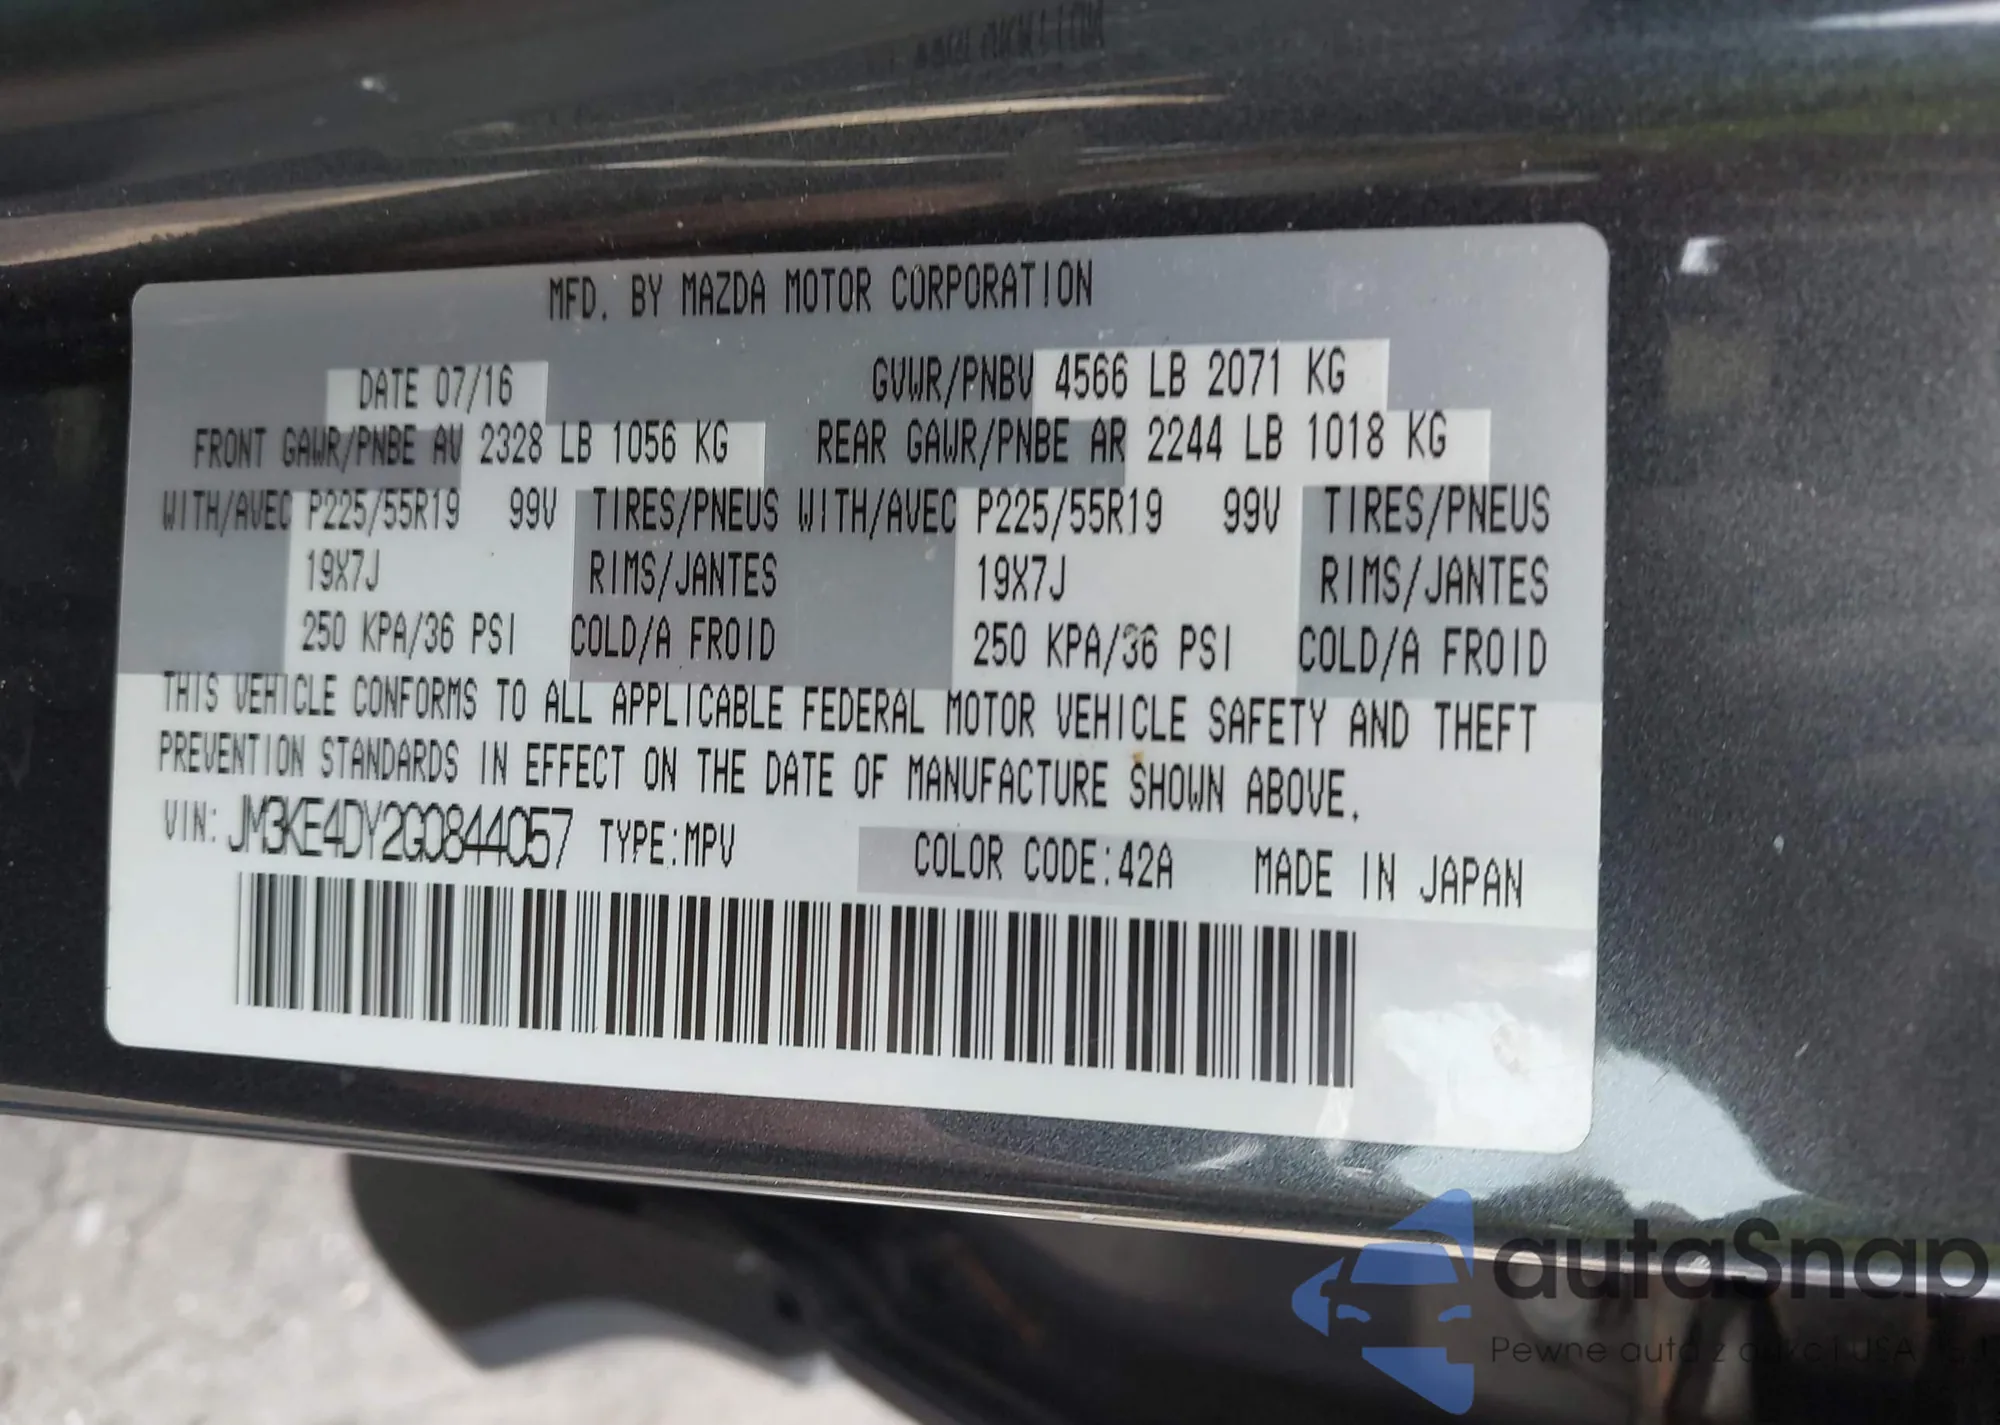 MFD. BY MAZDA MOTOR CORPORATION
DATE 07/16 GVWR/PNBV 4566 LB 2071 KG
FRONT GAWR/PNBE AV 2328 LB 1056 KG REAR GAWR/PNBE AR 2244 LB 1018 KG
WITH/AVEC P225/55R19 99V TIRES/PNEUS WITH/AVEC P225/55R19 99V TIRES/PNEUS
19X7J RIMS/JANTES 19X7J RIMS/JANTES
250 KPA/36 PSI COLD/A FROID 250 KPA/36 PSI COLD/A FROID
THIS VEHICLE CONFORMS TO ALL APPLICABLE FEDERAL MOTOR VEHICLE SAFETY AND THEFT
PREVENTION STANDARDS IN EFFECT ON THE DATE OF MANUFACTURE SHOWN ABOVE.
VIN: JM3KE4DY2G0844057 TYPE:MPV COLOR CODE:42A MADE IN JAPAN
autaSnap
Pewne auta z aukcji USA